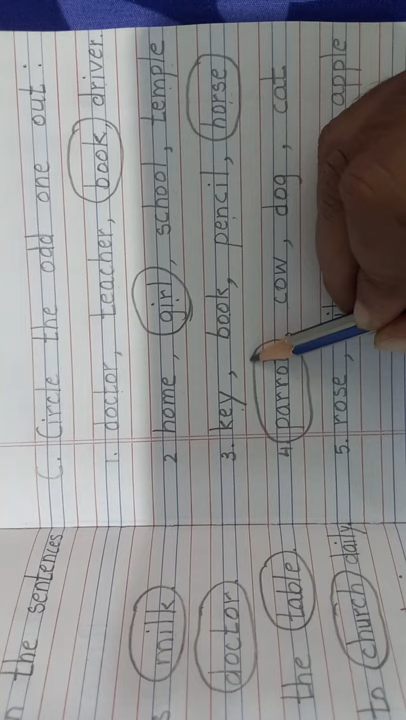 n the sentences
milk
doctor
the table.
to church daily
C. Circle the odd one out:
1. doctor, teacher, book, driver.
2 home, girl, school, temple
3. key, book, pencil, horse
4. parrot cow, dog, cat
5. rose, apple